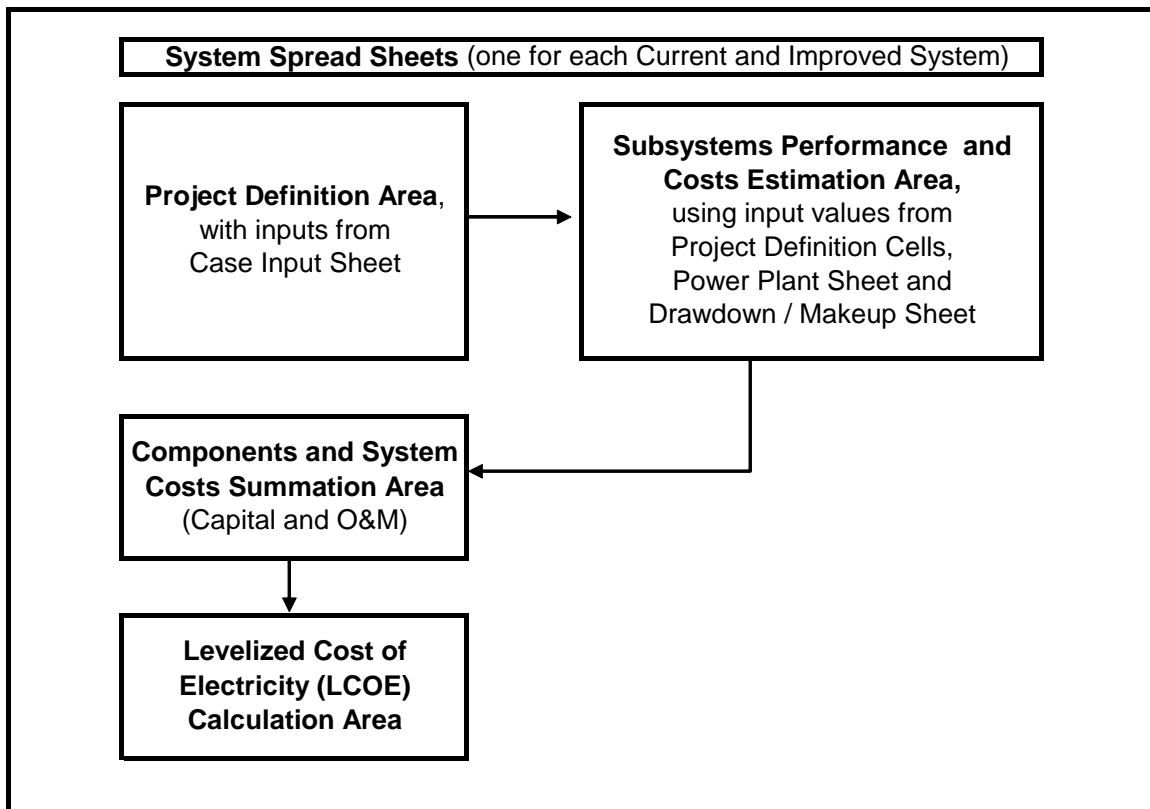 System Spread Sheets (one for each Current and Improved System)
Project Definition Area,
with inputs from
Case Input Sheet
Subsystems Performance and
Costs Estimation Area,
using input values from
Project Definition Cells,
Power Plant Sheet and
Drawdown / Makeup Sheet
Components and System
Costs Summation Area
(Capital and O&M)
Levelized Cost of
Electricity (LCOE)
Calculation Area